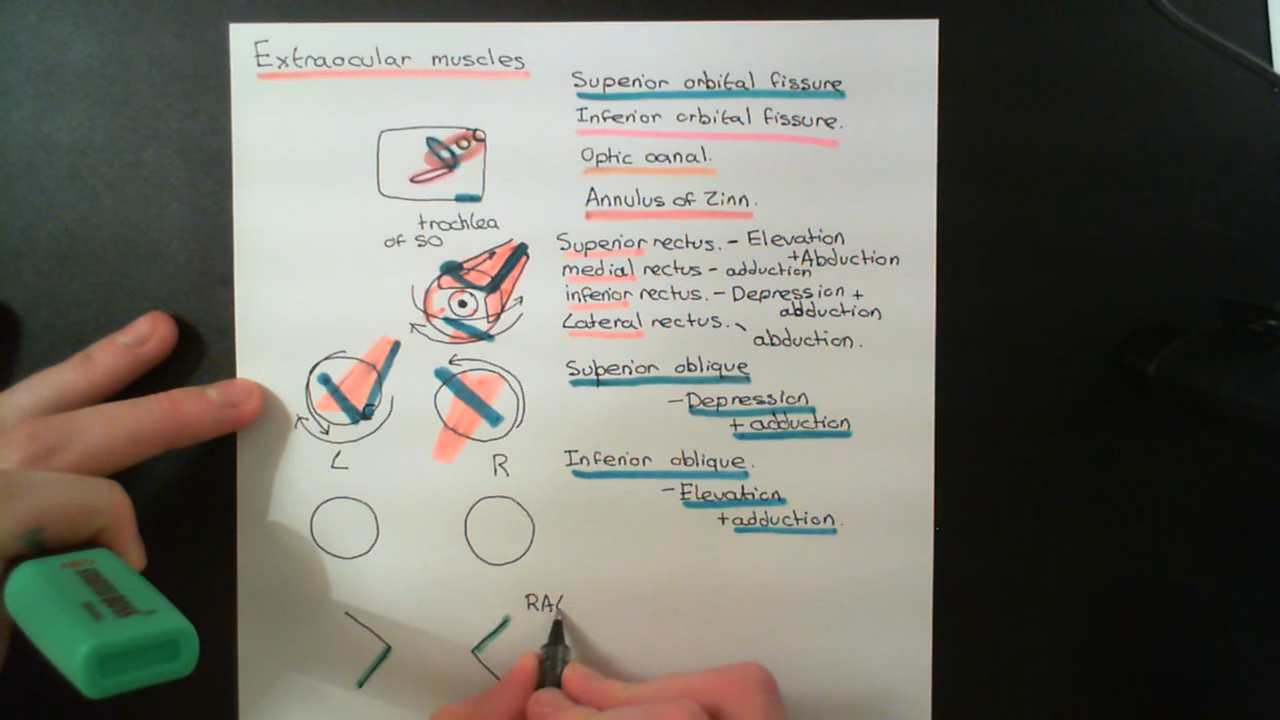 Extraocular muscles
Superior orbital fissure
Inferior orbital fissure.
Optic canal.
Annulus of Zinn.
trochlea
of SO
Superior rectus. - Elevation
+Abduction
medial rectus - adduction
inferior rectus. - Depression +
abduction
Lateral rectus.
abduction.
Superior oblique
- Depression
+ adduction
L R
Inferior oblique.
- Elevation
+ adduction.
RA